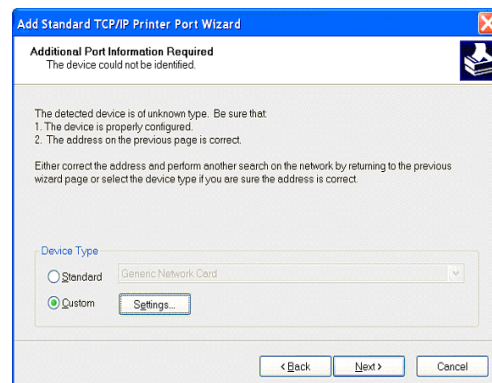 Add Standard TCP/IP Printer Port Wizard
Additional Port Information Required
The device could not be identified.
The detected device is of unknown type. Be sure that
1. The device is properly configured.
2. The address on the previous page is correct.
Either correct the address and perform another search on the network by returning to the previous
wizard page or select the device type if you are sure the address is correct.
Device Type
Standard
Generic Network Card
Custom
Settings...
< Back
Next >
Cancel